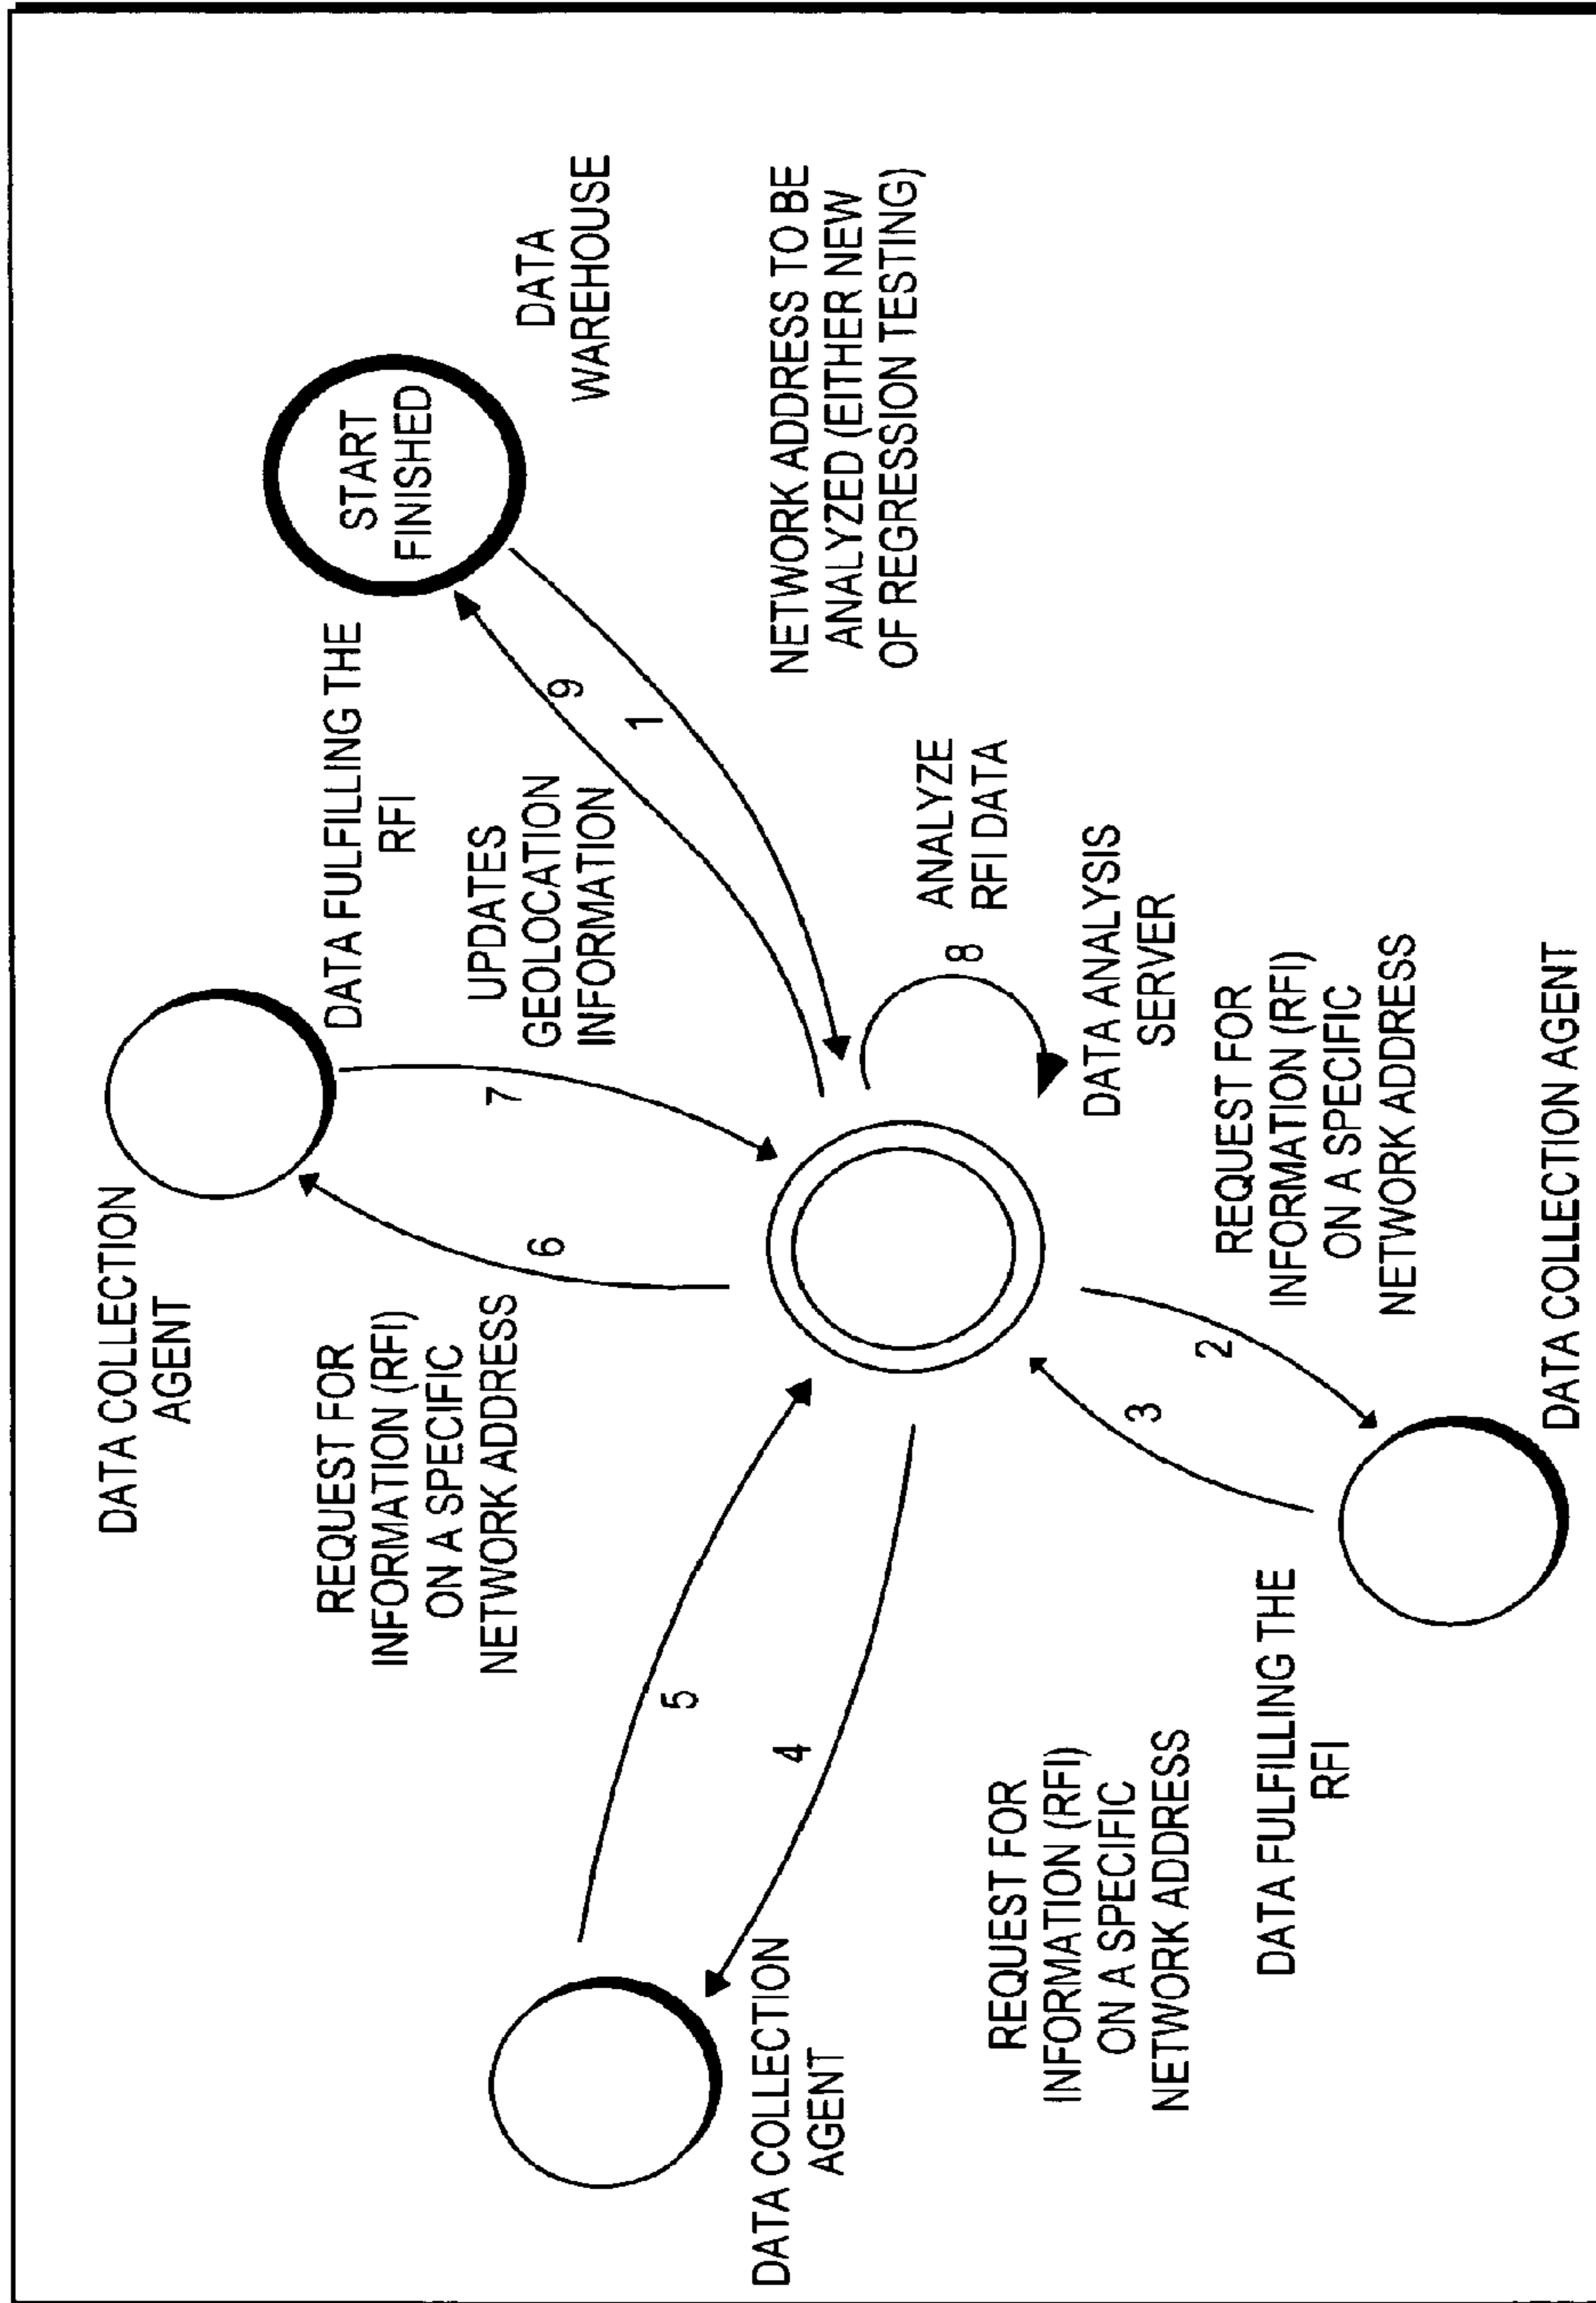 DATA COLLECTION
AGENT
REQUEST FOR
INFORMATION (RFI)
ON A SPECIFIC
NETWORK ADDRESS
6
7
DATA FULFILLING THE
RFI
START
FINISHED
DATA
WAREHOUSE
UPDATES
GEOLOCATION
INFORMATION
9
1
5
4
DATA COLLECTION
AGENT
NETWORK ADDRESS TO BE
ANALYZED (EITHER NEW
OF REGRESSION TESTING)
8
ANALYZE
RFI DATA
DATA ANALYSIS
SERVER
REQUEST FOR
INFORMATION (RFI)
ON A SPECIFIC
NETWORK ADDRESS
3
2
REQUEST FOR
INFORMATION (RFI)
ON A SPECIFIC
NETWORK ADDRESS
DATA FULFILLING THE
RFI
DATA COLLECTION AGENT